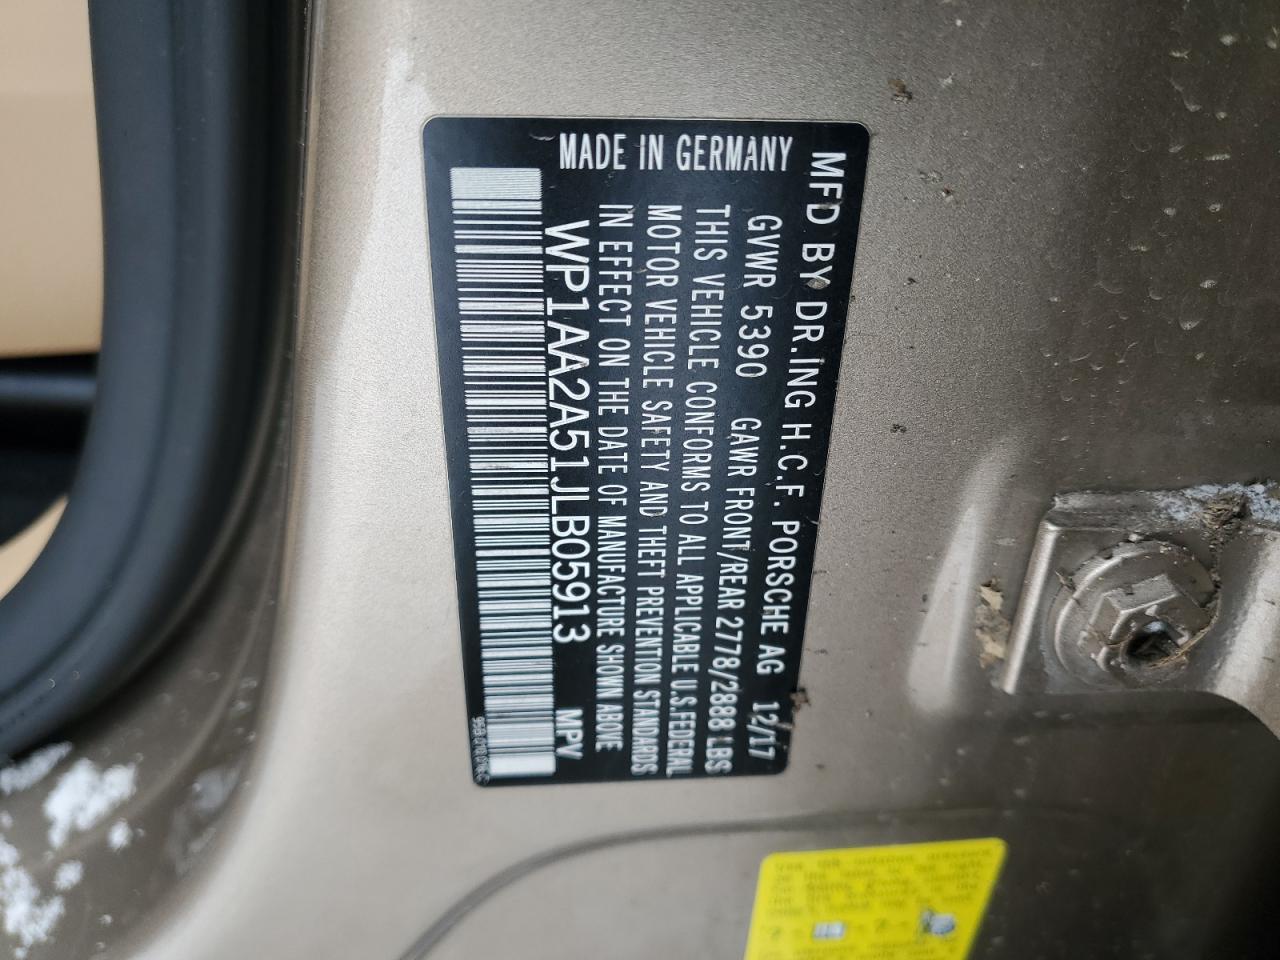 MFD BY DR.ING H.C.F. PORSCHE AG 12/17
GVWR 5390 GAWR FRONT/REAR 2778/2888 LBS
THIS VEHICLE CONFORMS TO ALL APPLICABLE U.S.FEDERAL
MOTOR VEHICLE SAFETY AND THEFT PREVENTION STANDARDS
IN EFFECT ON THE DATE OF MANUFACTURE SHOWN ABOVE
WP1AA2A51JLB05913 MPV
MADE IN GERMANY